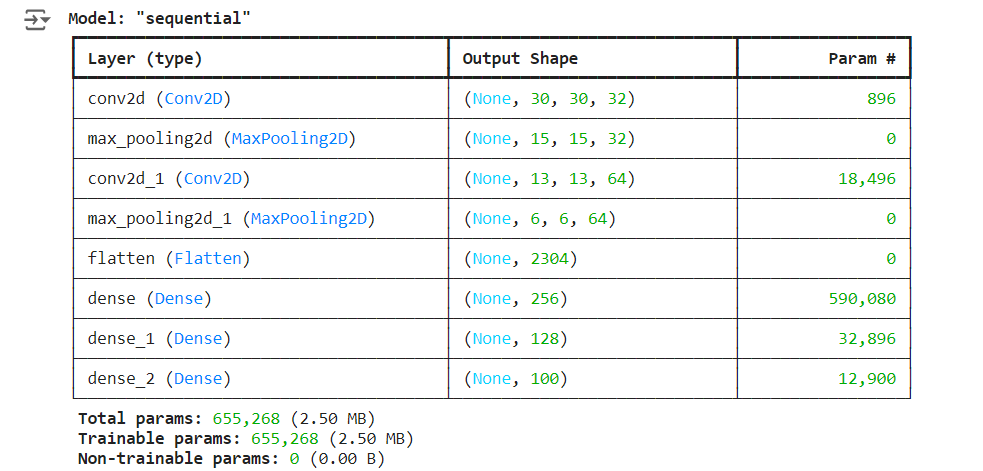 Model: "sequential"
Layer (type) Output Shape Param #
conv2d (Conv2D) (None, 30, 30, 32) 896
max_pooling2d (MaxPooling2D) (None, 15, 15, 32) 0
conv2d_1 (Conv2D) (None, 13, 13, 64) 18,496
max_pooling2d_1 (MaxPooling2D) (None, 6, 6, 64) 0
flatten (Flatten) (None, 2304) 0
dense (Dense) (None, 256) 590,080
dense_1 (Dense) (None, 128) 32,896
dense_2 (Dense) (None, 100) 12,900
Total params: 655,268 (2.50 MB)
Trainable params: 655,268 (2.50 MB)
Non-trainable params: 0 (0.00 B)